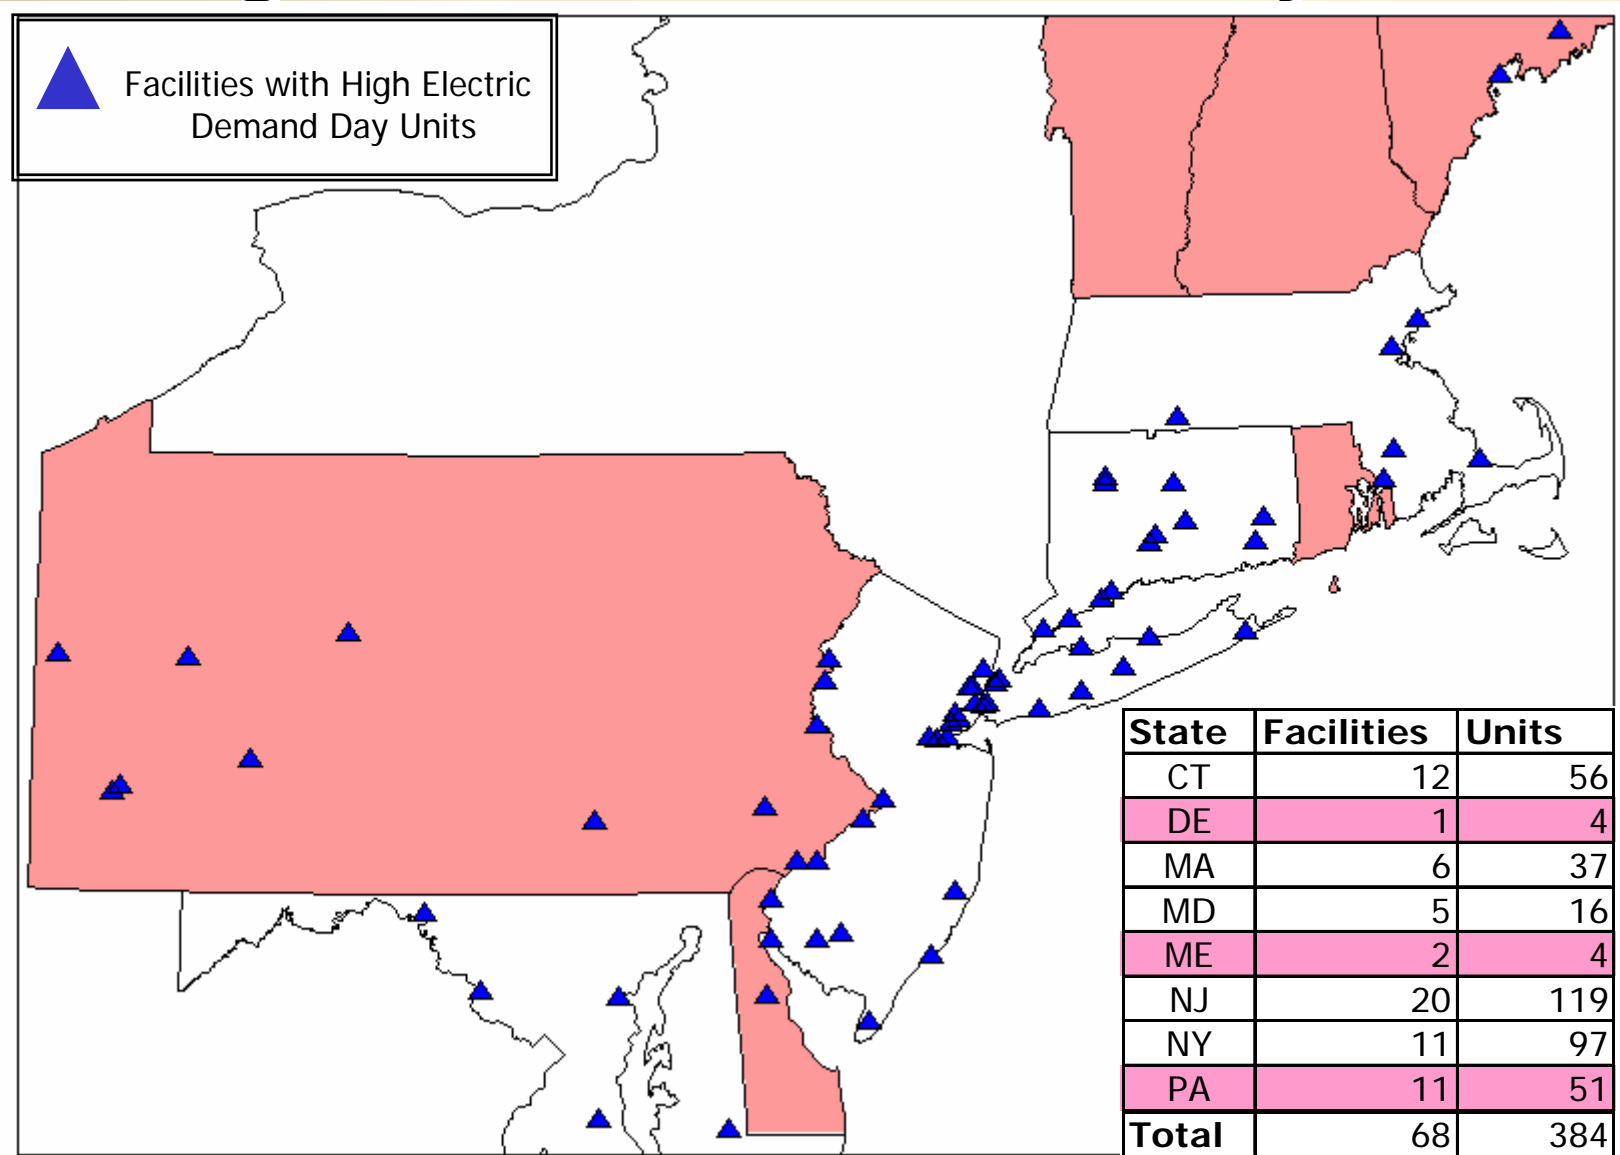 Facilities with High Electric
Demand Day Units
State Facilities Units
CT 12 56
DE 1 4
MA 6 37
MD 5 16
ME 2 4
NJ 20 119
NY 11 97
PA 11 51
Total 68 384